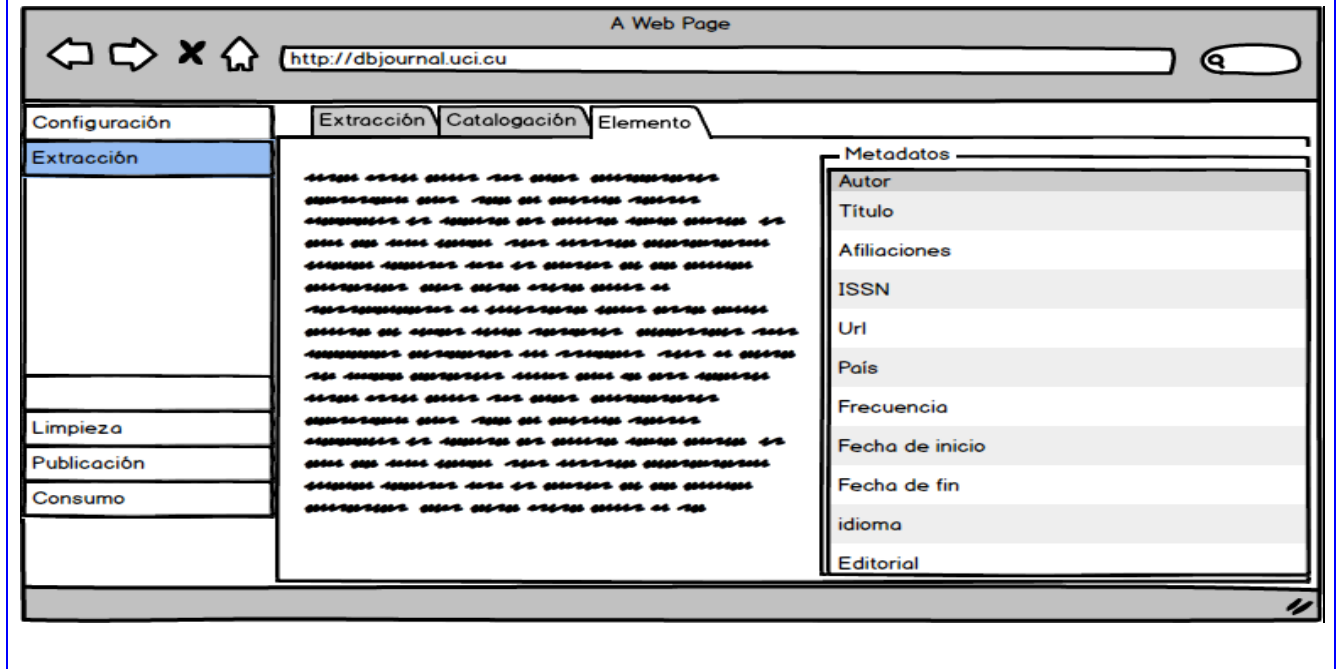 A Web Page
http://dbjournal.uci.cu
Configuración
Extracción
Limpieza
Publicación
Consumo
Extracción Catalogación Elemento
Metadatos
Autor
Título
Afiliaciones
ISSN
Url
País
Frecuencia
Fecha de inicio
Fecha de fin
idioma
Editorial